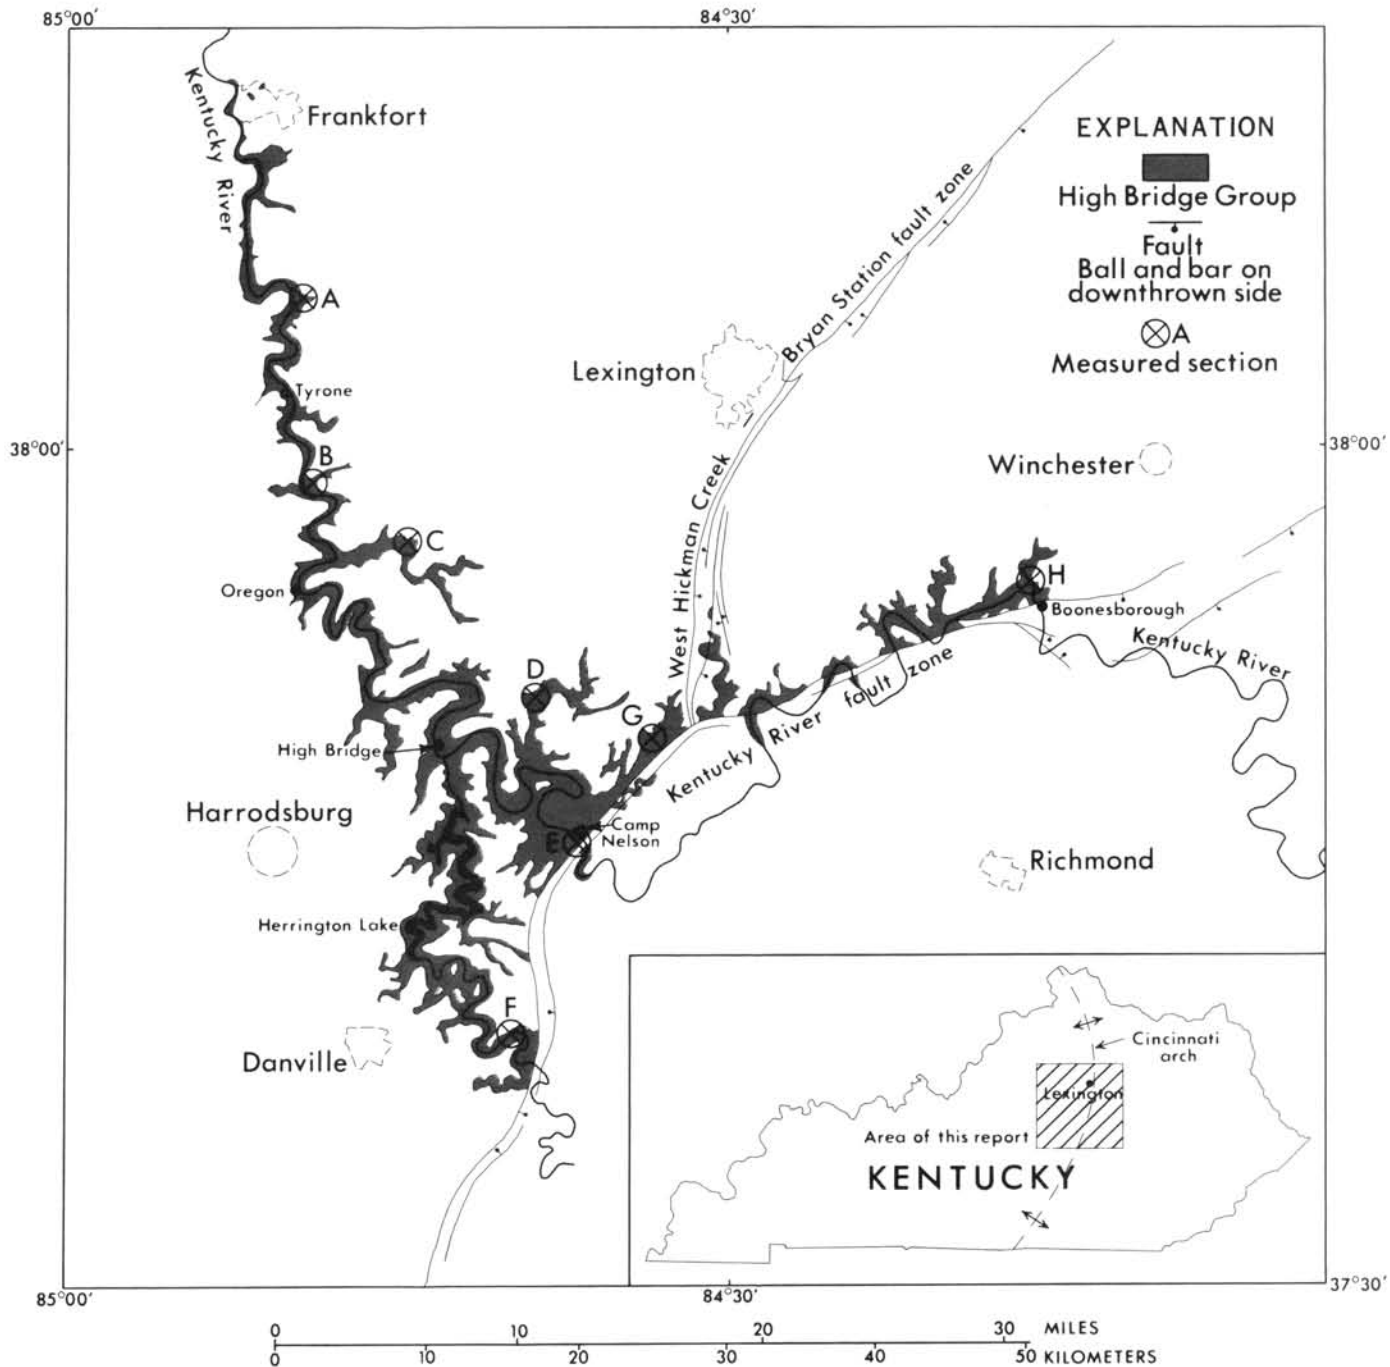 85°00'
84°30'
Kentucky River
Frankfort
EXPLANATION
High Bridge Group
Fault
Ball and bar on
downthrown side
A
Measured section
A
Bryan Station fault zone
Lexington
Tyrone
38°00'
38°00'
B
Winchester
West Hickman Creek
C
H
Oregon
Boonesborough
Kentucky River
D
G
Kentucky River fault zone
High Bridge
Harrodsburg
Camp
Nelson
E
Richmond
Herrington Lake
F
Danville
Cincinnati
arch
Lexington
Area of this report
KENTUCKY
85°00'
84°30'
37°30'
0 10 20 30 MILES
0 10 20 30 40 50 KILOMETERS